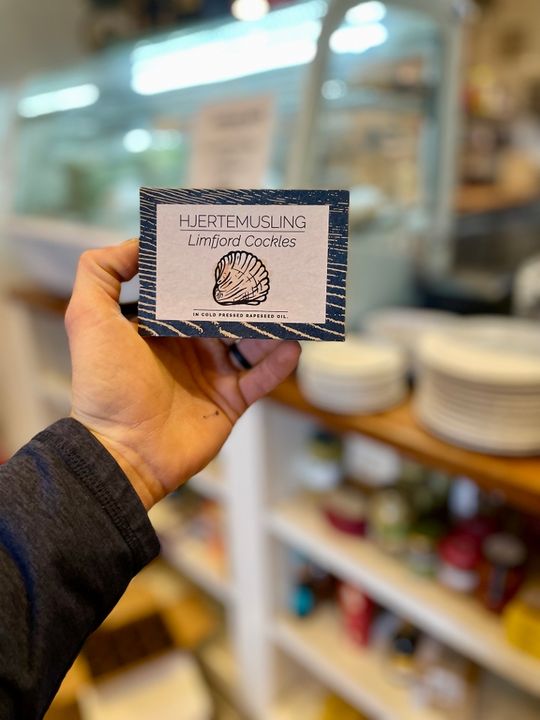 HJERTEMUSLING
Limfjord Cockles
IN COLD PRESSED RAPESEED OIL.